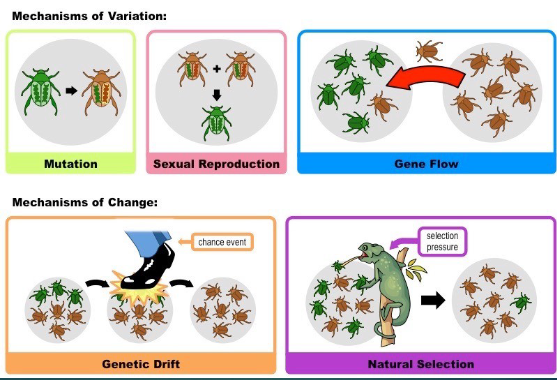 Mechanisms of Variation:
Mutation
Sexual Reproduction
Gene Flow
Mechanisms of Change:
chance event
selection
pressure
Genetic Drift
Natural Selection